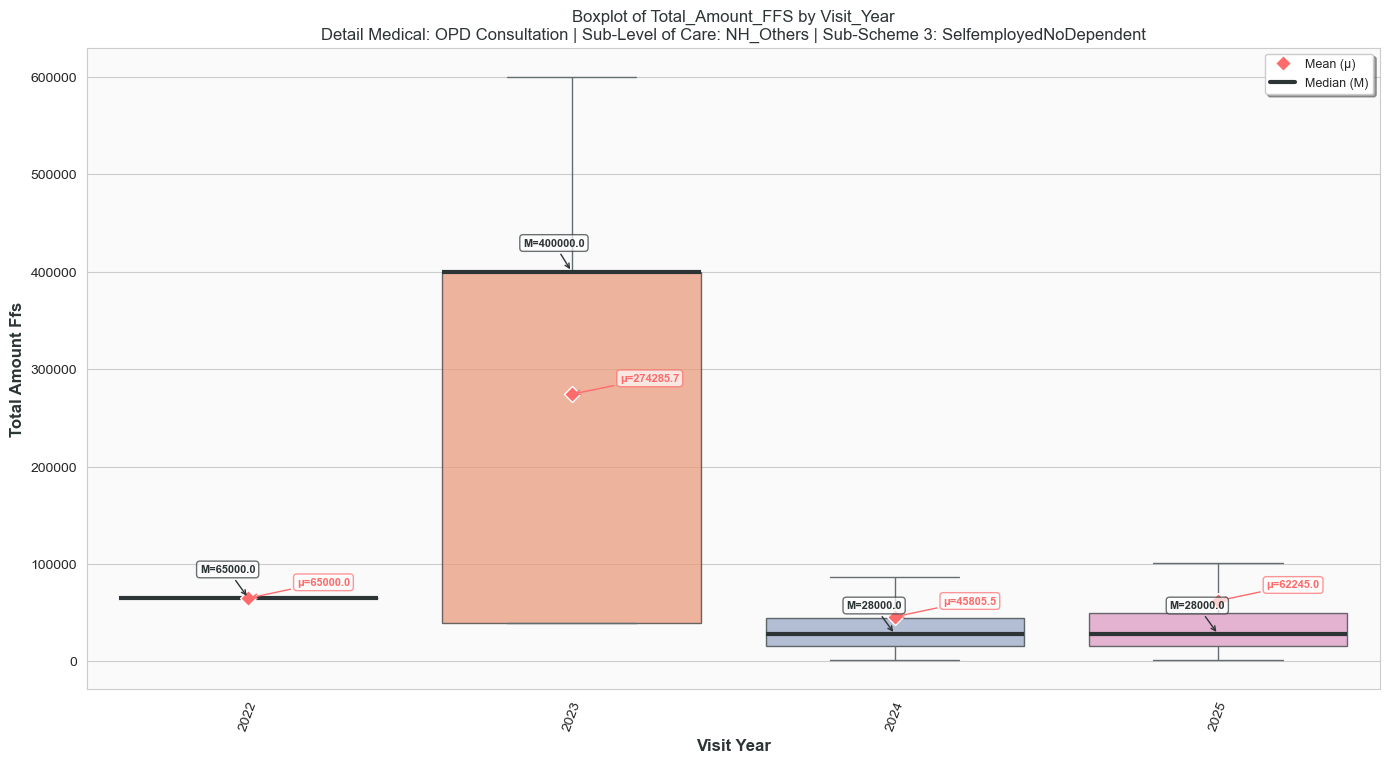 Boxplot of Total_Amount_FFS by Visit_Year
Detail Medical: OPD Consultation | Sub-Level of Care: NH_Others | Sub-Scheme 3: SelfemployedNoDependent
Mean (μ)
Median (M)
Total Amount Ffs
600000
500000
400000
300000
200000
100000
0
M=65000.0
μ=65000.0
M=400000.0
μ=274285.7
M=28000.0
μ=45805.5
M=28000.0
μ=62245.0
2022
2023
2024
2025
Visit Year